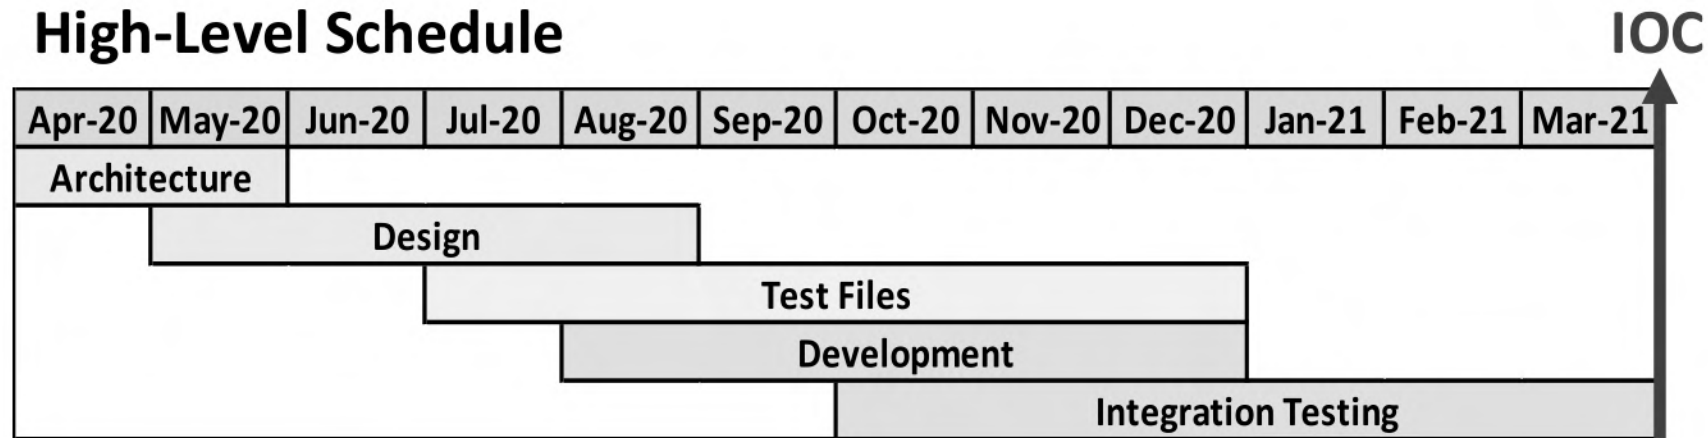 High-Level Schedule
IOC
Apr-20 May-20 Jun-20 Jul-20 Aug-20 Sep-20 Oct-20 Nov-20 Dec-20 Jan-21 Feb-21 Mar-21
Architecture
Design
Test Files
Development
Integration Testing